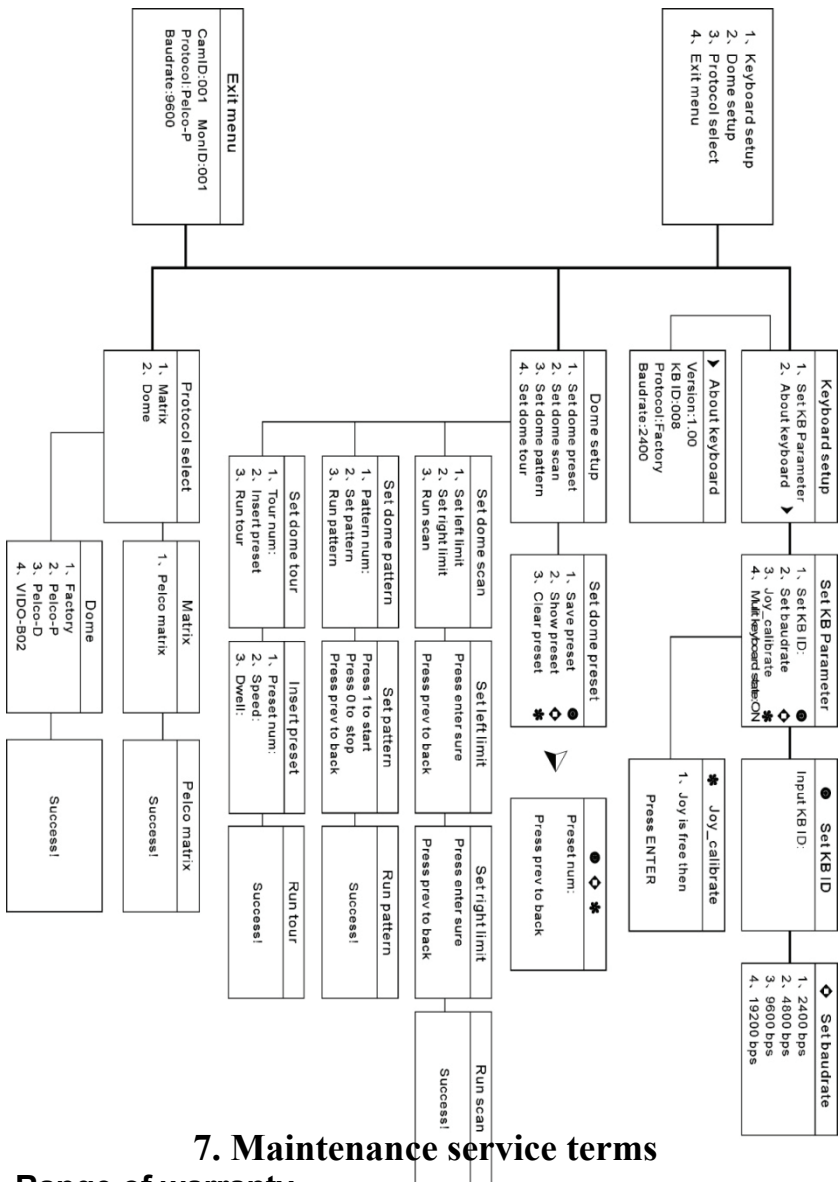 1、Keyboard setup
2、Dome setup
3、Protocol select
4、Exit menu
Keyboard setup
1、Set KB Parameter
2、About keyboard
About keyboard
Version:1.00
KB ID:008
Protocol:Factory
Baudrate:2400
Set KB Parameter
1、Set KB ID:
2、Set baudrate
3、Joy_calibrate
4、Mulit keyboard state:ON
Set KB ID
Input KB ID:
Set baudrate
1、2400 bps
2、4800 bps
3、9600 bps
4、19200 bps
Joy_calibrate
1、Joy is free then
Press ENTER
Dome setup
1、Set dome preset
2、Set dome scan
3、Set dome pattern
4、Set dome tour
Set dome preset
1、Save preset
2、Show preset
3、Clear preset
Preset num:
Press prev to back
Set dome scan
1、Set left limit
2、Set right limit
3、Run scan
Set left limit
Press enter sure
Press prev to back
Set right limit
Press enter sure
Press prev to back
Run scan
Success!
Set dome pattern
1、Pattern num:
2、Set pattern
3、Run pattern
Set pattern
Press 1 to start
Press 0 to stop
Press prev to back
Run pattern
Success!
Set dome tour
1、Tour num:
2、Insert preset
3、Run tour
Insert preset
1、Preset num:
2、Speed:
3、Dwell:
Run tour
Success!
Protocol select
1、Matrix
2、Dome
Matrix
1、Pelco matrix
Pelco matrix
Success!
Dome
1、Factory
2、Pelco-P
3、Pelco-D
4、VIDO-B02
Success!
Exit menu
CamID:001 MonID:001
Protocol:Pelco-P
Baudrate:9600
7. Maintenance service terms
Range of warranty